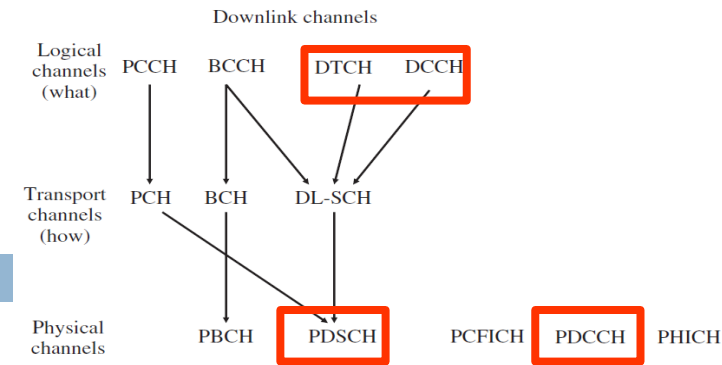 Downlink channels
Logical
channels
(what)
PCCH BCCH DTCH DCCH
Transport
channels
(how)
PCH BCH DL-SCH
Physical
channels
PBCH PDSCH PCFICH PDCCH PHICH